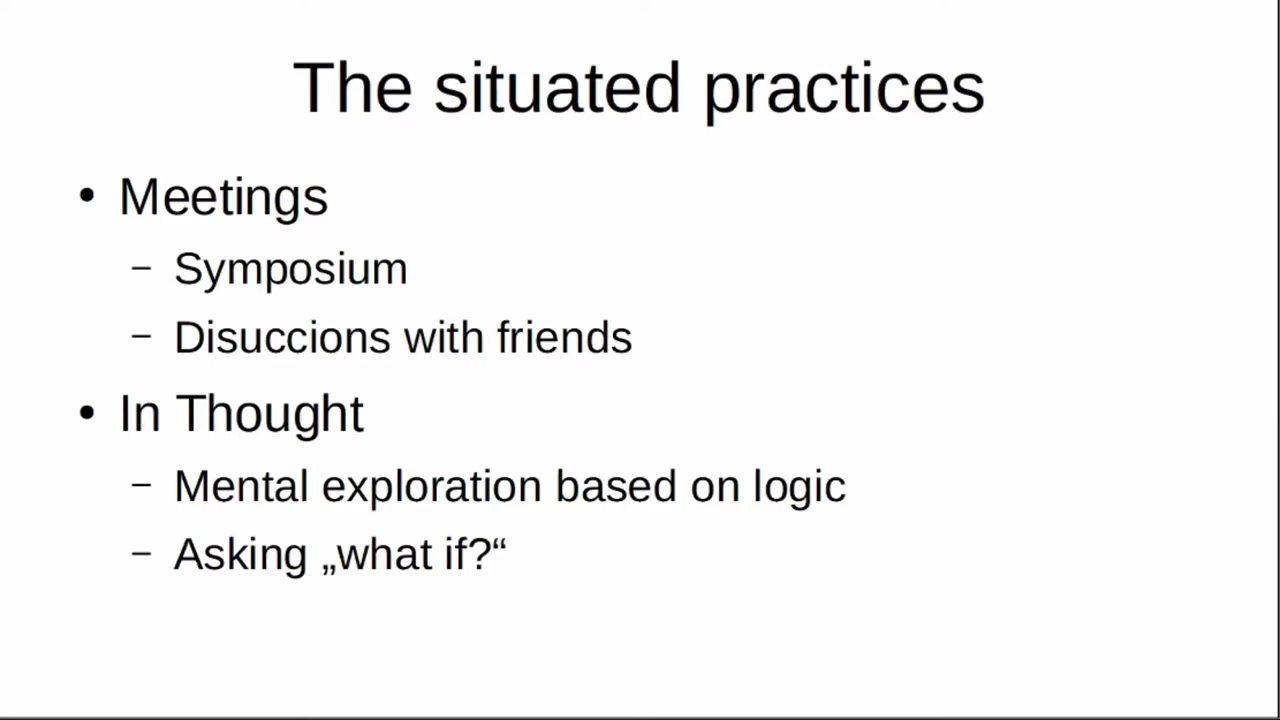 The situated practices
• Meetings
– Symposium
– Disuccions with friends
• In Thought
– Mental exploration based on logic
– Asking „what if?“